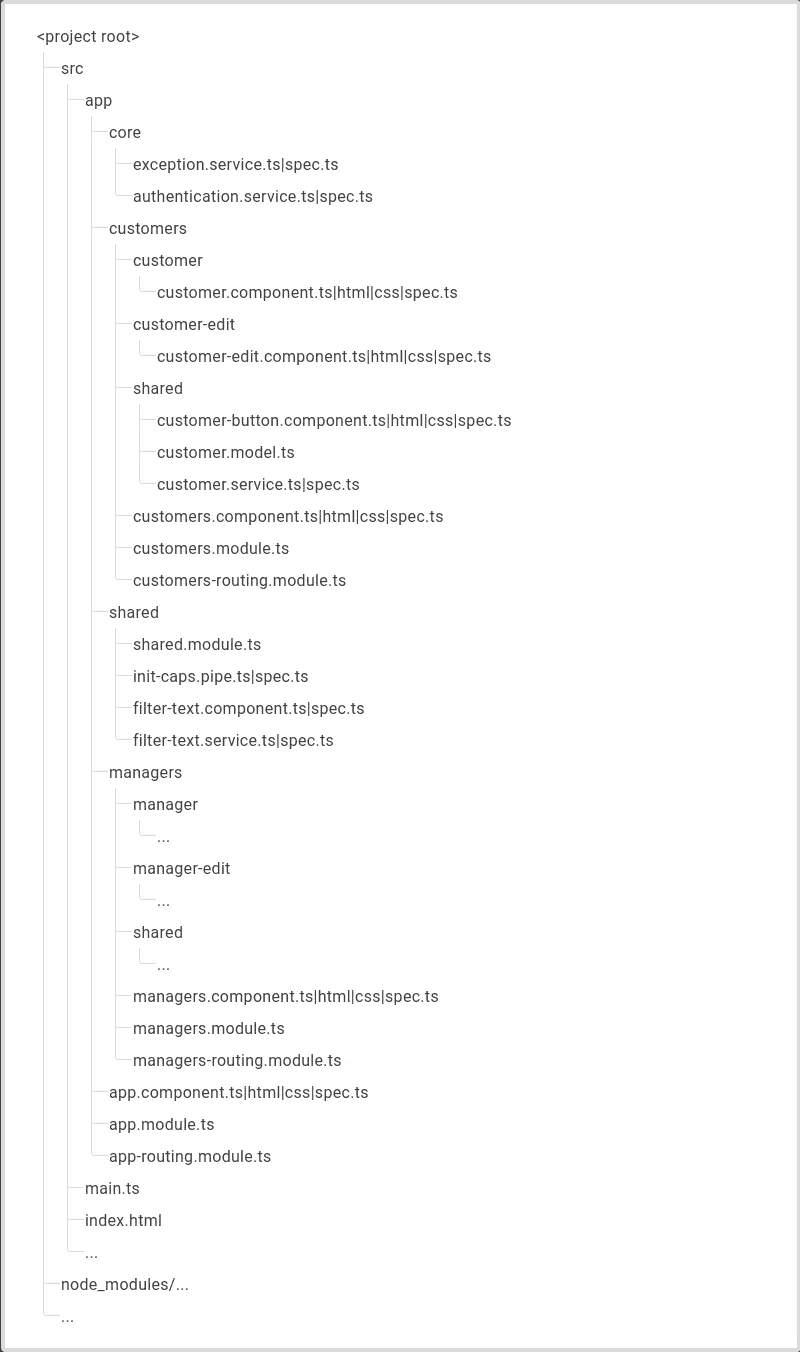 <project root>
src
app
core
exception.service.ts|spec.ts
authentication.service.ts|spec.ts
customers
customer
customer.component.ts|html|css|spec.ts
customer-edit
customer-edit.component.ts|html|css|spec.ts
shared
customer-button.component.ts|html|css|spec.ts
customer.model.ts
customer.service.ts|spec.ts
customers.component.ts|html|css|spec.ts
customers.module.ts
customers-routing.module.ts
shared
shared.module.ts
init-caps.pipe.ts|spec.ts
filter-text.component.ts|spec.ts
filter-text.service.ts|spec.ts
managers
manager
...
manager-edit
...
shared
...
managers.component.ts|html|css|spec.ts
managers.module.ts
managers-routing.module.ts
app.component.ts|html|css|spec.ts
app.module.ts
app-routing.module.ts
main.ts
index.html
...
node_modules/...
...